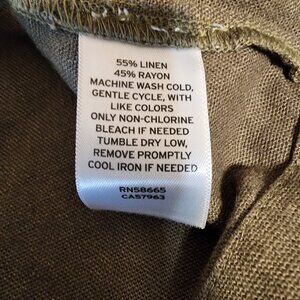 55% LINEN
45% RAYON
MACHINE WASH COLD,
GENTLE CYCLE, WITH
LIKE COLORS
ONLY NON-CHLORINE
BLEACH IF NEEDED
TUMBLE DRY LOW,
REMOVE PROMPTLY
COOL IRON IF NEEDED
RN58665
CA57963